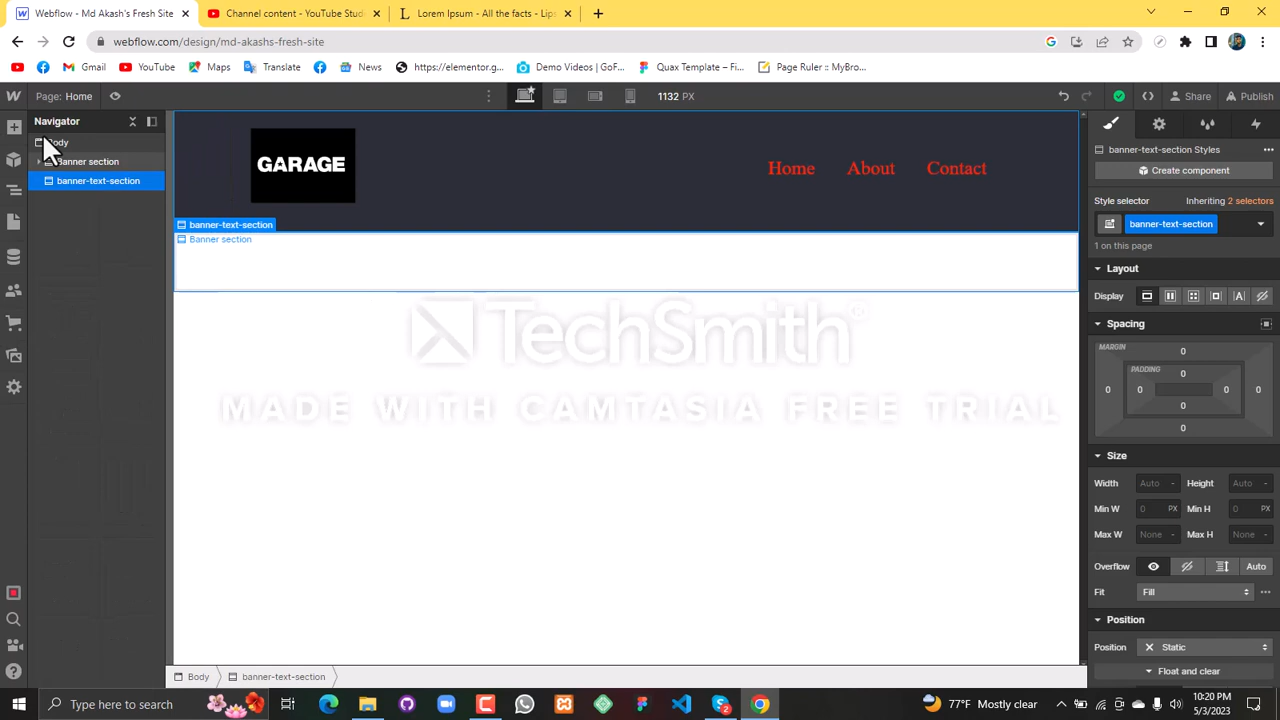 Webflow - Md Akash's Fresh Site
Channel content - YouTube Stud
Lorem Ipsum - All the facts - Lips
webflow.com/design/md-akashs-fresh-site
Gmail
YouTube
Maps
Translate
News
https://elementor.g...
Demo Videos | GoF...
Quax Template – Fi...
Page Ruler ::MyBro...
Page: Home
1132 PX
Share
Publish
Navigator
Body
Banner section
banner-text-section
GARAGE
Home
About
Contact
banner-text-section
Banner section
TechSmith
MADE WITH CAMTASIA FREE TRIAL
banner-text-section Styles
Create component
Style selector
Inheriting 2 selectors
banner-text-section
1 on this page
Layout
Display
Spacing
MARGIN
0
PADDING
0
0 0 0 0
0
0
Size
Width Auto - Height Auto -
Min W 0 PX Min H 0 PX
Max W None - Max H None -
Overflow Auto
Fit Fill
Position
Position Static
Float and clear
Body
banner-text-section
Type here to search
77°F Mostly clear
10:20 PM
5/3/2023